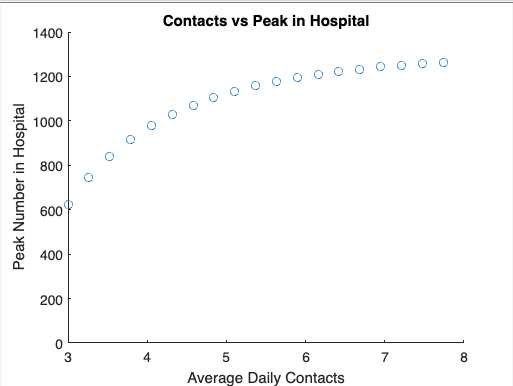 Contacts vs Peak in Hospital
1400
1200
1000
800
600
400
200
0
Peak Number in Hospital
3 4 5 6 7 8
Average Daily Contacts